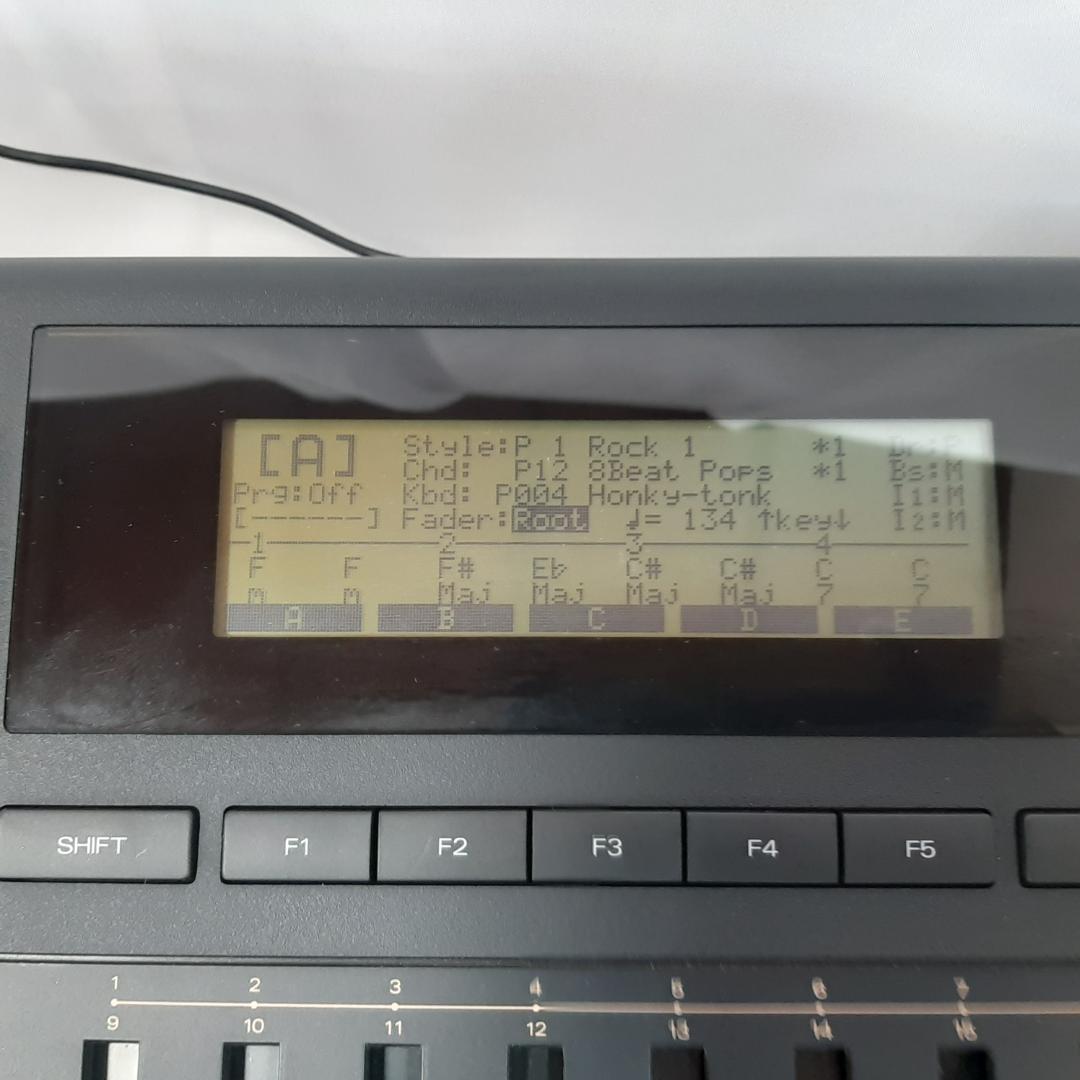 [A] Style:P 1 Rock 1 *1 Dr:P
Chd: P12 8Beat Pops *1 Bs:M
Prg:Off Kbd: P004 Honky-tonk I1:M
[-------] Fader:Root ♩= 134 ↑key↓ I2:M
1 2 3 4
F F F# E♭ C# C# C C
m m Maj Maj Maj Maj 7 7
A B C D E
SHIFT F1 F2 F3 F4 F5
1 2 3 4 5 6 7
9 10 11 12 13 14 15